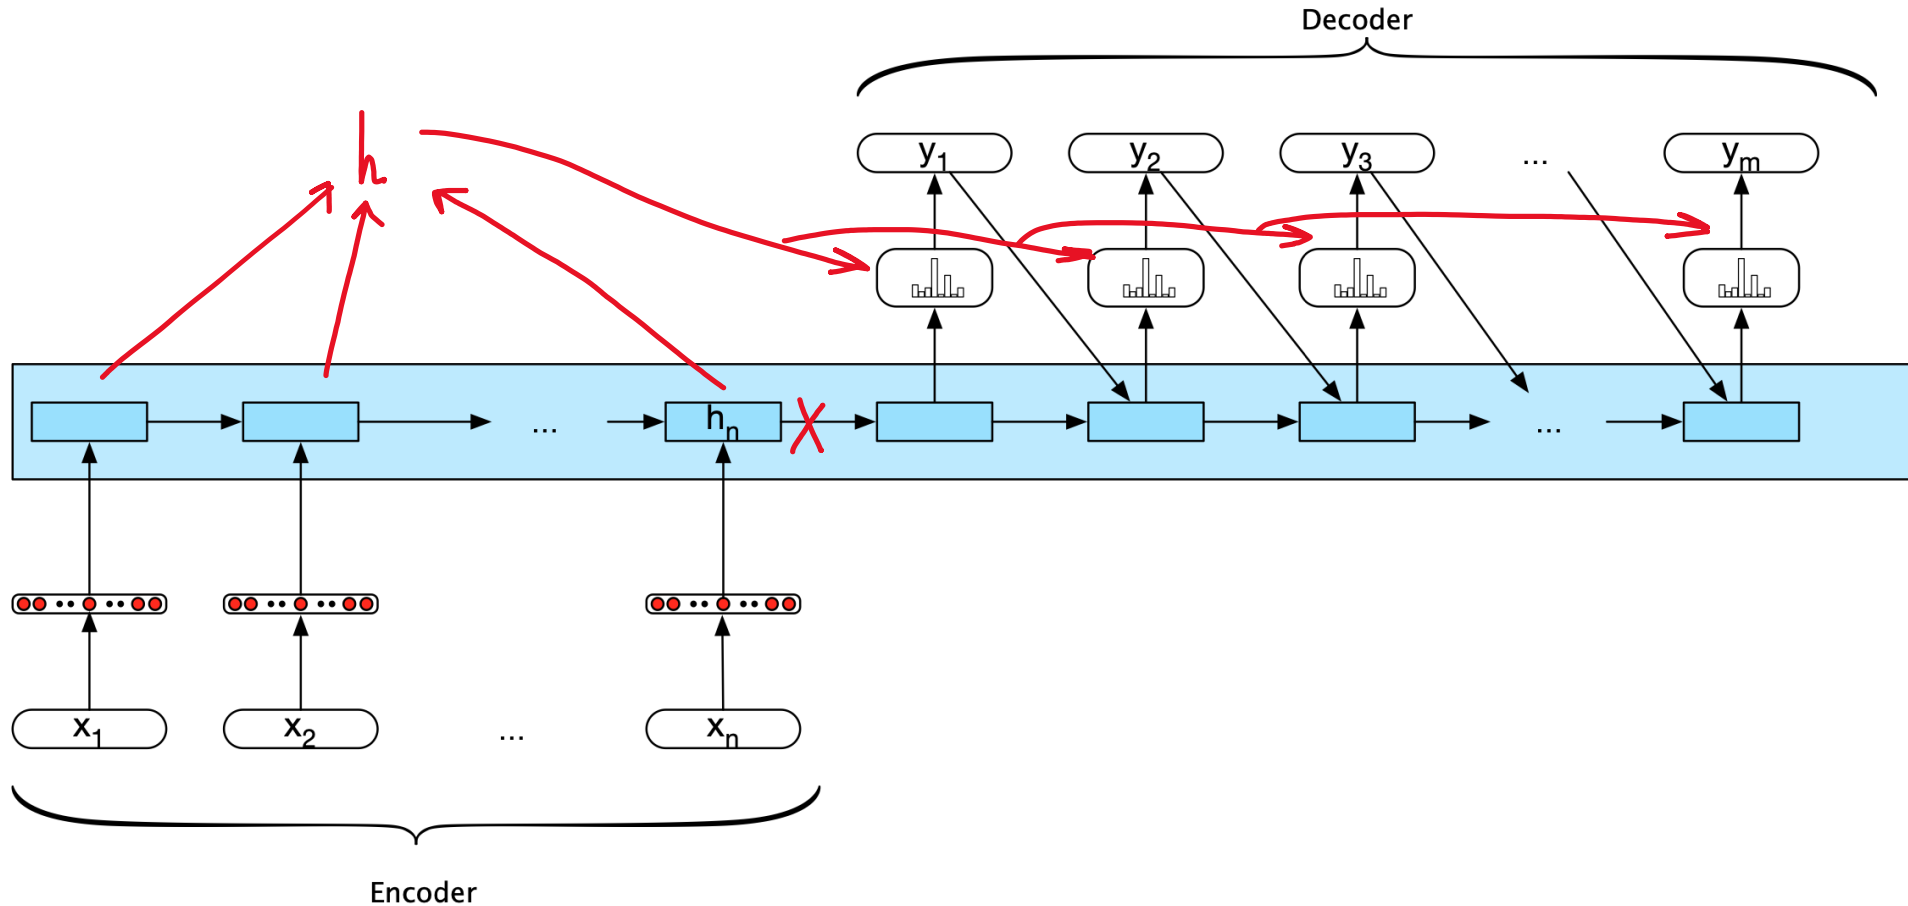 Decoder
h
y1 y2 y3 ... ym
... hn ...
x1 x2 ... xn
Encoder